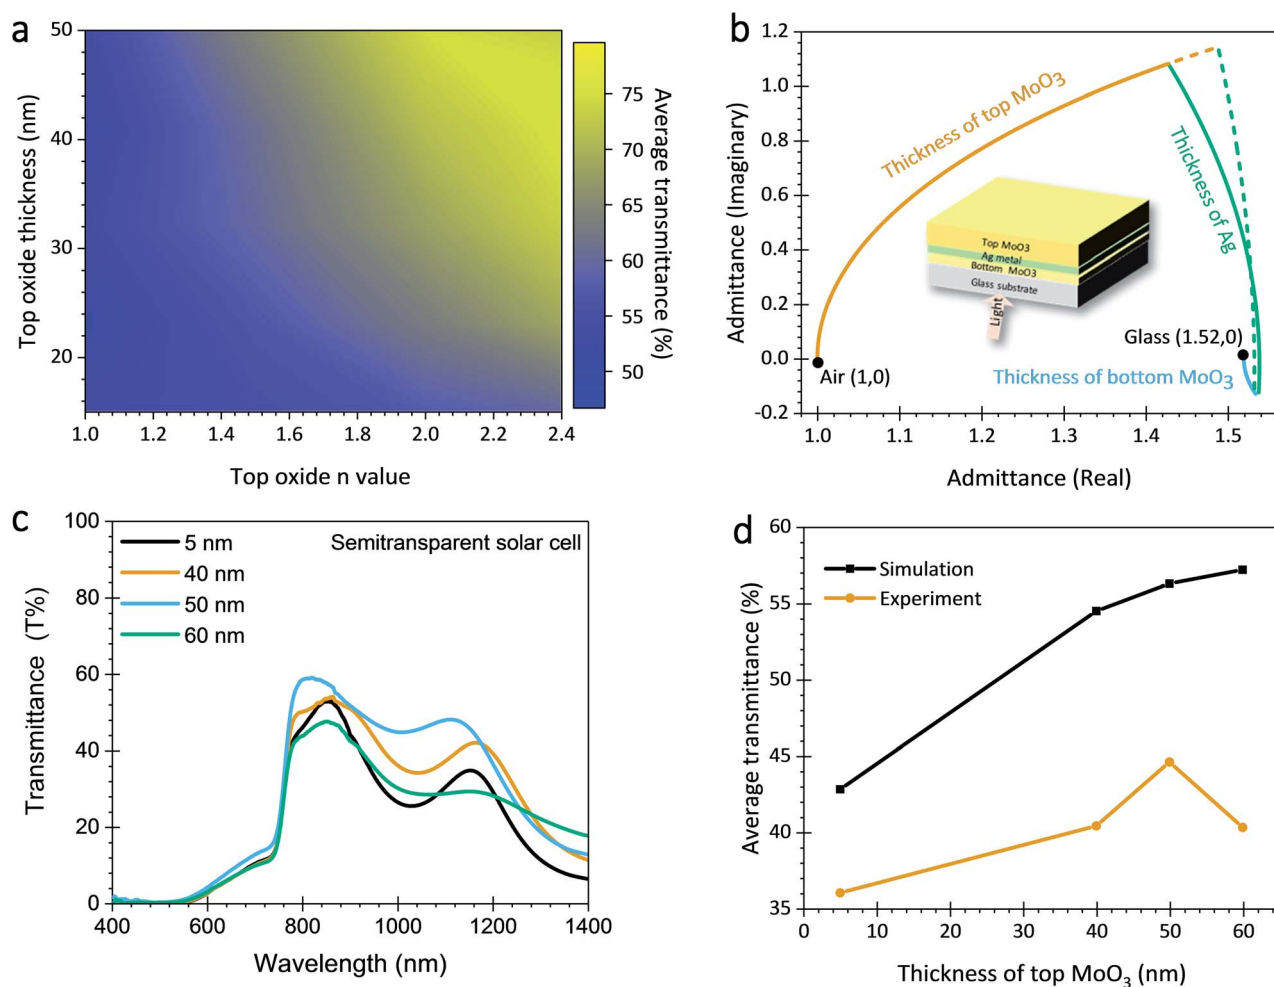 a
50
40
30
20
Top oxide thickness (nm)
1.0 1.2 1.4 1.6 1.8 2.0 2.2 2.4
Top oxide n value
75
70
65
60
55
50
Average transmittance (%)
b
1.2
1.0
0.8
0.6
0.4
0.2
0.0
-0.2
Admittance (Imaginary)
Thickness of top MoO3
Thickness of Ag
Top MoO3
Ag metal
Bottom MoO3
Glass substrate
Light
Glass (1.52,0)
Air (1,0)
Thickness of bottom MoO3
1.0 1.1 1.2 1.3 1.4 1.5
Admittance (Real)
c
100
80
60
40
20
0
Transmittance (T%)
5 nm
40 nm
50 nm
60 nm
Semitransparent solar cell
400 600 800 1000 1200 1400
Wavelength (nm)
d
60
55
50
45
40
35
Average transmittance (%)
Simulation
Experiment
0 10 20 30 40 50 60
Thickness of top MoO3 (nm)